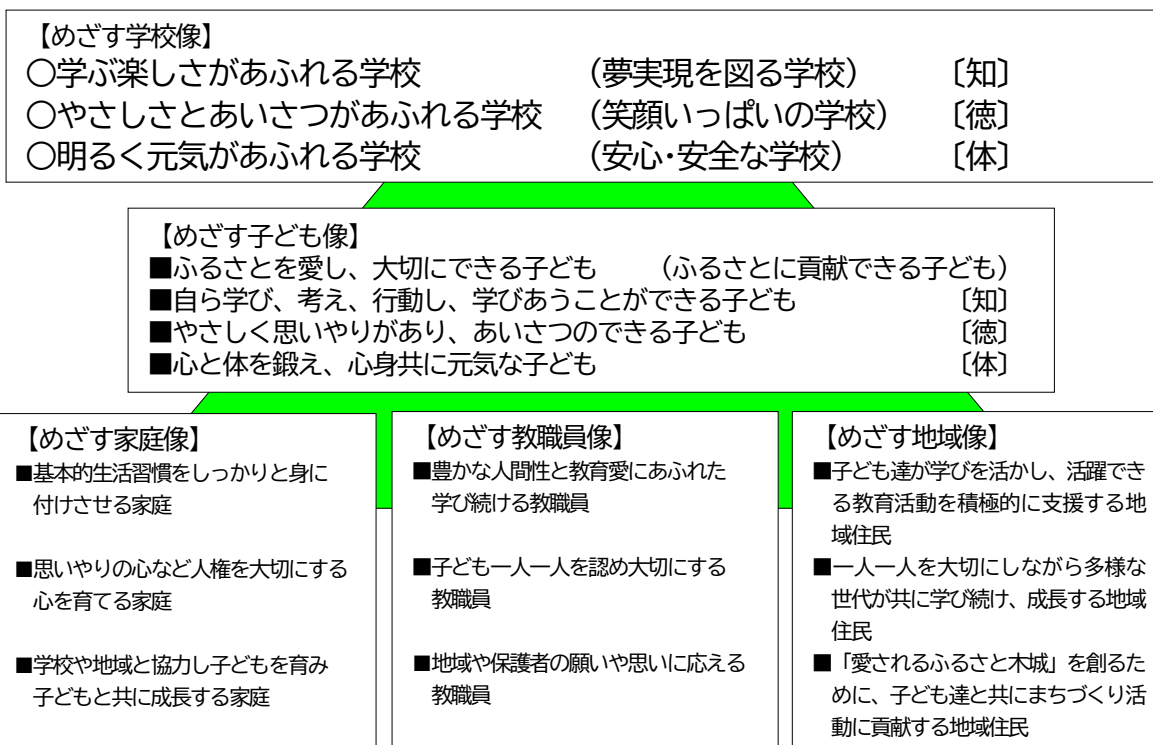 【めざす学校像】
○学ぶ楽しさがあふれる学校 （夢実現を図る学校） 〔知〕
○やさしさとあいさつがあふれる学校 （笑顔いっぱいの学校） 〔徳〕
○明るく元気があふれる学校 （安心・安全な学校） 〔体〕
【めざす子ども像】
■ふるさとを愛し、大切にできる子ども （ふるさとに貢献できる子ども）
■自ら学び、考え、行動し、学びあうことができる子ども 〔知〕
■やさしく思いやりがあり、あいさつのできる子ども 〔徳〕
■心と体を鍛え、心身共に元気な子ども 〔体〕
【めざす家庭像】
■基本的生活習慣をしっかりと身に
付けさせる家庭
■思いやりの心など人権を大切にする
心を育てる家庭
■学校や地域と協力し子どもを育み
子どもと共に成長する家庭
【めざす教職員像】
■豊かな人間性と教育愛にあふれた
学び続ける教職員
■子ども一人一人を認め大切にする
教職員
■地域や保護者の願いや思いに応える
教職員
【めざす地域像】
■子ども達が学びを活かし、活躍でき
る教育活動を積極的に支援する地
域住民
■一人一人を大切にしながら多様な
世代が共に学び続け、成長する地域
住民
■「愛されるふるさと木城」を創るた
めに、子ども達と共にまちづくり活
動に貢献する地域住民